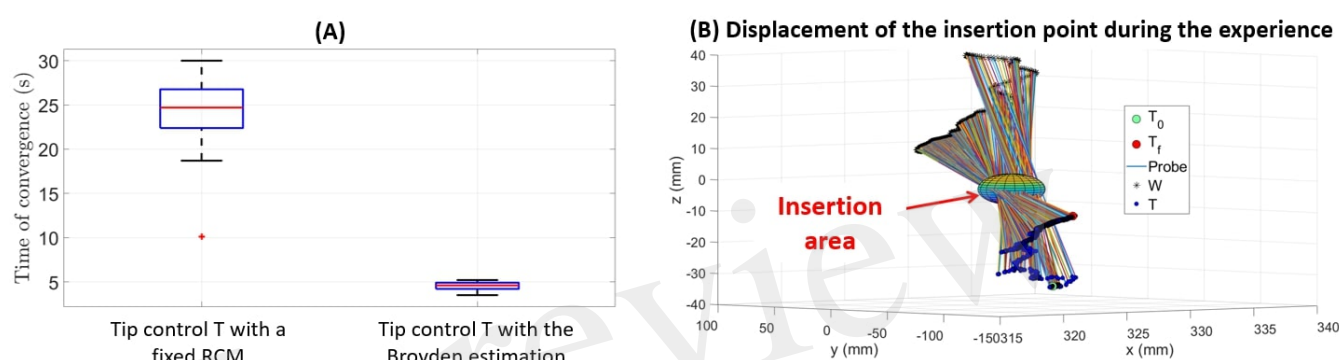 (A)
Time of convergence (s)
30
25
20
15
10
5
Tip control T with a
fixed RCM
Tip control T with the
Broyden estimation
(B) Displacement of the insertion point during the experience
z (mm)
40
30
20
10
0
-10
-20
-30
-40
100
50
0
-50
-100
-150315
320
325
330
335
340
y (mm)
x (mm)
Insertion
area
T0
Tf
Probe
W
T
review